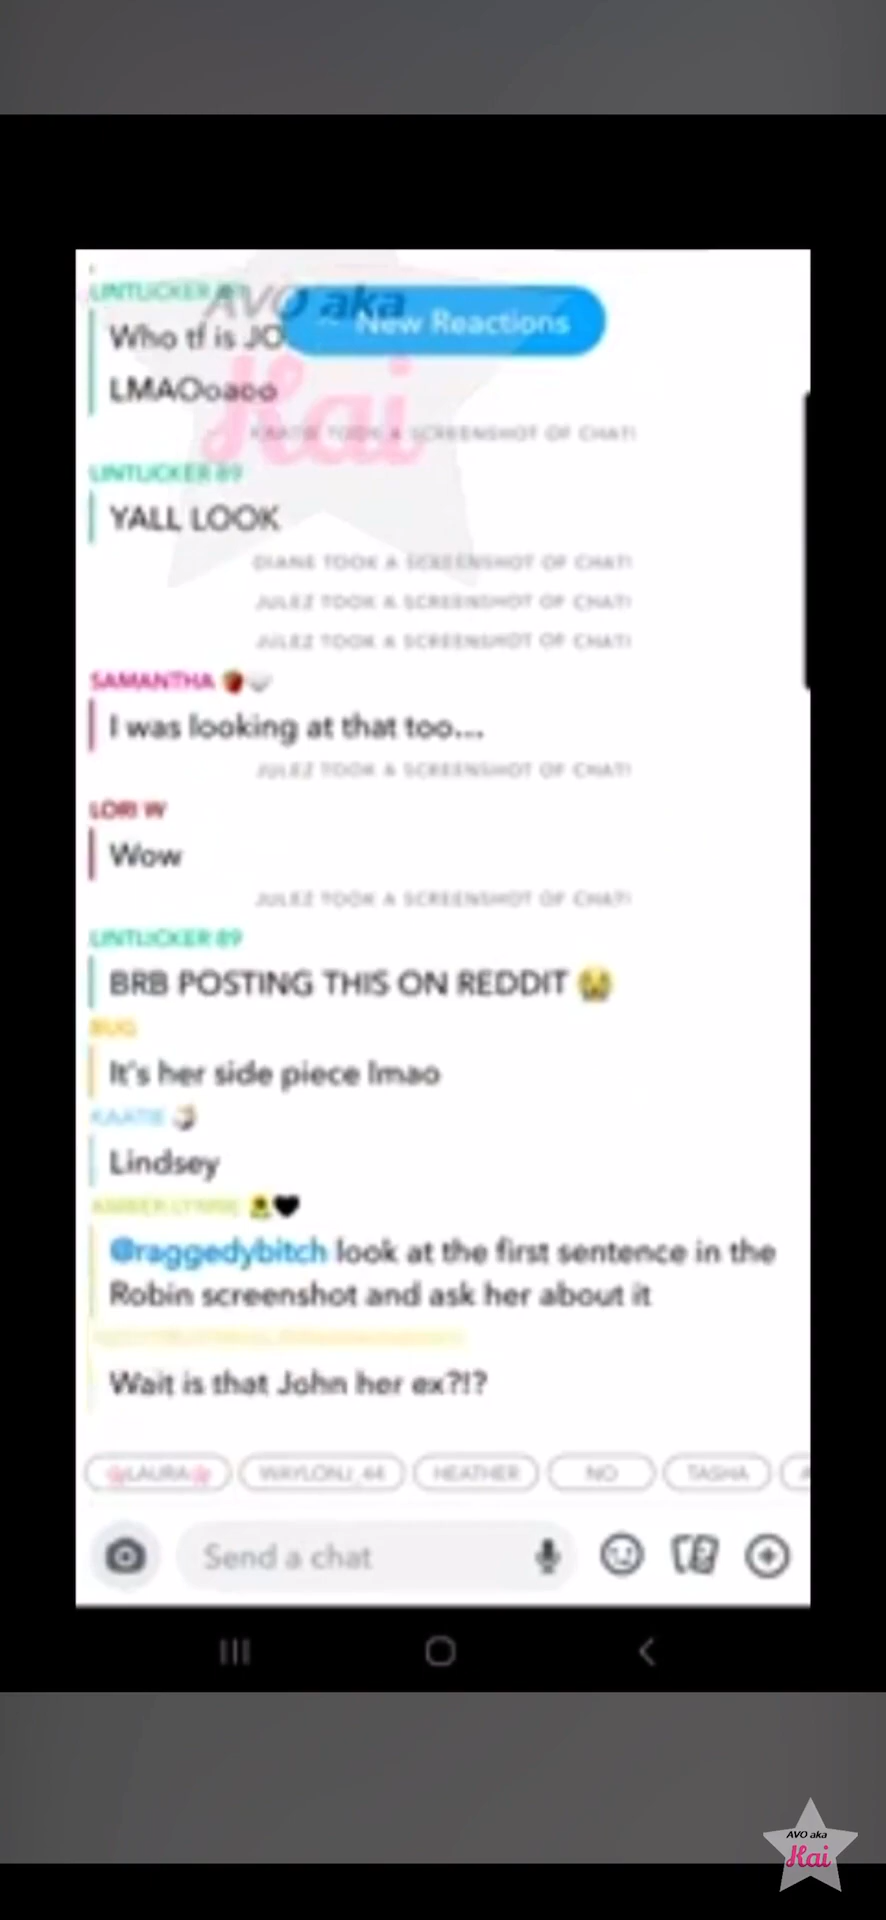 LINTLICKER 89
AVO aka
Kai
New Reactions
Who tf is JO
LMAOoaoo
KAATIE TOOK A SCREENSHOT OF CHAT!
LINTLICKER 89
YALL LOOK
DIANE TOOK A SCREENSHOT OF CHAT!
JULEZ TOOK A SCREENSHOT OF CHAT!
JULEZ TOOK A SCREENSHOT OF CHAT!
SAMANTHA
I was looking at that too...
JULEZ TOOK A SCREENSHOT OF CHAT!
LORI W
Wow
JULEZ TOOK A SCREENSHOT OF CHAT!
LINTLICKER 89
BRB POSTING THIS ON REDDIT 😭
BUG
It's her side piece lmao
KAATIE
Lindsey
AMBER LYNNE 🌻🖤
@raggedybitch look at the first sentence in the
Robin screenshot and ask her about it
Wait is that John her ex?!?
🌸LAURA🌸 WAYLONJ_44 HEATHER NO TASHA A
Send a chat
AVO aka
Kai